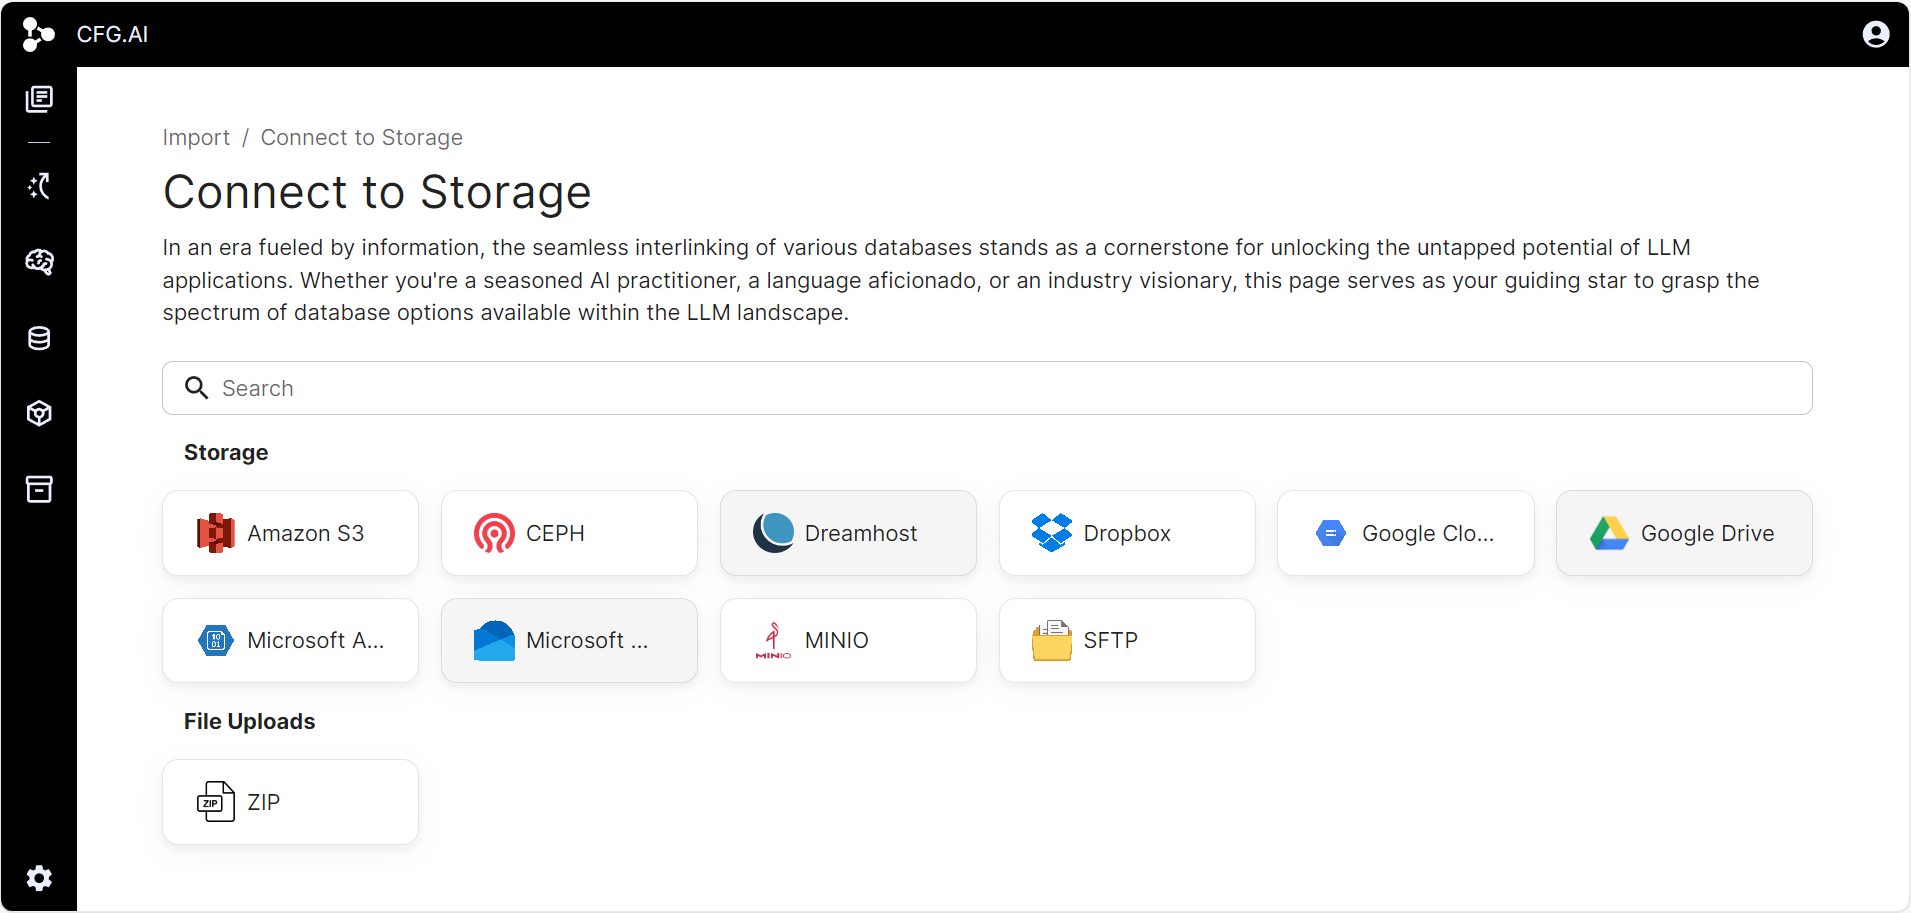 CFG.AI
Import / Connect to Storage
Connect to Storage
In an era fueled by information, the seamless interlinking of various databases stands as a cornerstone for unlocking the untapped potential of LLM
applications. Whether you're a seasoned AI practitioner, a language aficionado, or an industry visionary, this page serves as your guiding star to grasp the
spectrum of database options available within the LLM landscape.
Search
Storage
Amazon S3
CEPH
Dreamhost
Dropbox
Google Clo...
Google Drive
10
01
Microsoft A...
Microsoft ...
MINIO
MINIO
SFTP
File Uploads
ZIP
ZIP